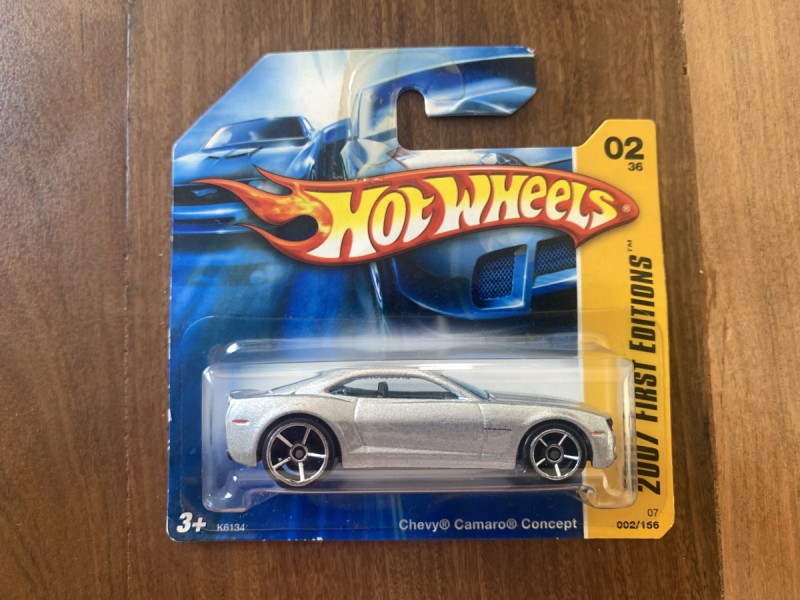 02
36
HOT WHEELS
2007 FIRST EDITIONS™
3+
K6134
Chevy® Camaro® Concept
07
002/156